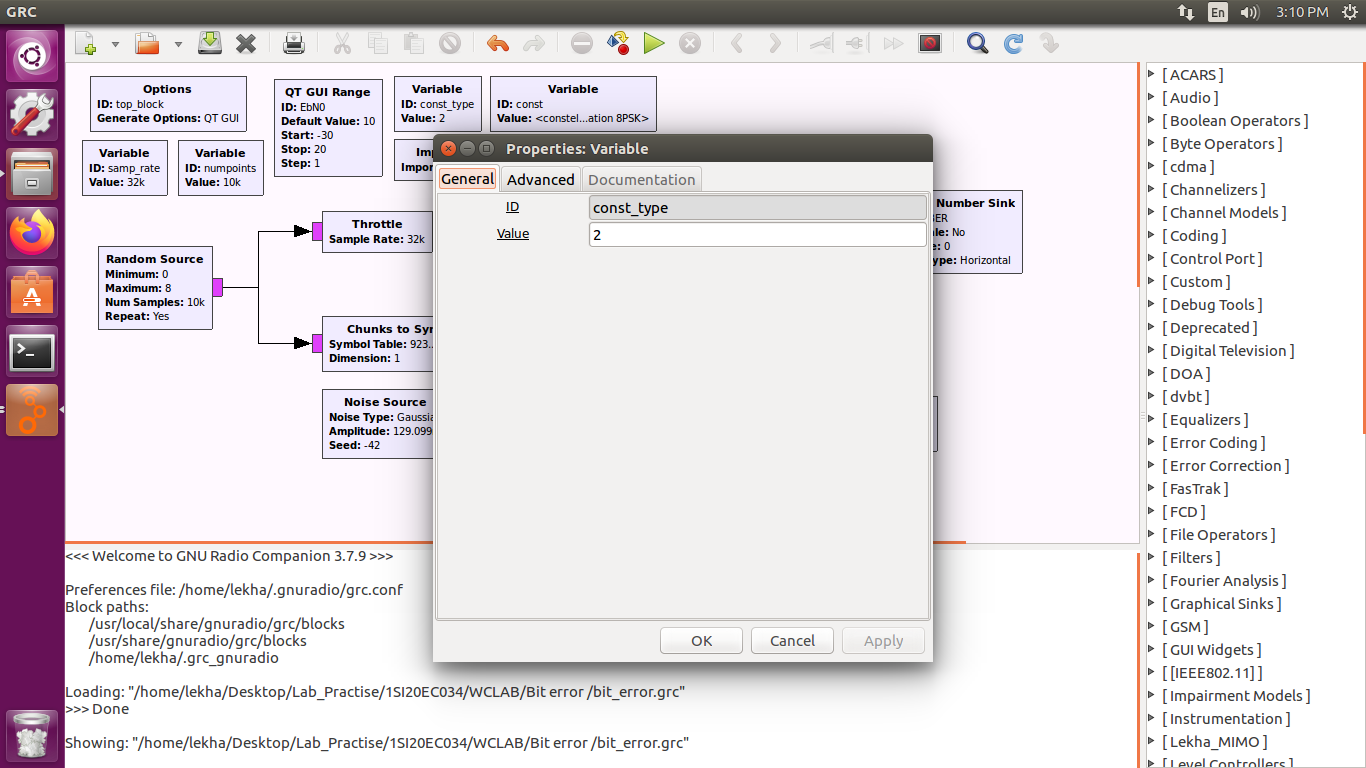 GRC
En
3:10 PM
Options
ID: top_block
Generate Options: QT GUI
QT GUI Range
ID: EbN0
Default Value: 10
Start: -30
Stop: 20
Step: 1
Variable
ID: const_type
Value: 2
Variable
ID: const
Value: <constel...ation 8PSK>
Variable
ID: samp_rate
Value: 32k
Variable
ID: numpoints
Value: 10k
Throttle
Sample Rate: 32k
Random Source
Minimum: 0
Maximum: 8
Num Samples: 10k
Repeat: Yes
Chunks to Sy
Symbol Table: 923..
Dimension: 1
Noise Source
Noise Type: Gaussia
Amplitude: 129.099
Seed: -42
Number Sink
Type: Horizontal
Properties: Variable
General
Advanced
Documentation
ID
const_type
Value
2
OK
Cancel
Apply
<<< Welcome to GNU Radio Companion 3.7.9 >>>
Preferences file: /home/lekha/.gnuradio/grc.conf
Block paths:
/usr/local/share/gnuradio/grc/blocks
/usr/share/gnuradio/grc/blocks
/home/lekha/.grc_gnuradio
Loading: "/home/lekha/Desktop/Lab_Practise/1SI20EC034/WCLAB/Bit error /bit_error.grc"
>>> Done
Showing: "/home/lekha/Desktop/Lab_Practise/1SI20EC034/WCLAB/Bit error /bit_error.grc"
[ ACARS ]
[ Audio ]
[ Boolean Operators ]
[ Byte Operators ]
[ cdma ]
[ Channelizers ]
[ Channel Models ]
[ Coding ]
[ Control Port ]
[ Custom ]
[ Debug Tools ]
[ Deprecated ]
[ Digital Television ]
[ DOA ]
[ dvbt ]
[ Equalizers ]
[ Error Coding ]
[ Error Correction ]
[ FasTrak ]
[ FCD ]
[ File Operators ]
[ Filters ]
[ Fourier Analysis ]
[ Graphical Sinks ]
[ GSM ]
[ GUI Widgets ]
[ [IEEE802.11] ]
[ Impairment Models ]
[ Instrumentation ]
[ Lekha_MIMO ]
[ Level Controllers ]